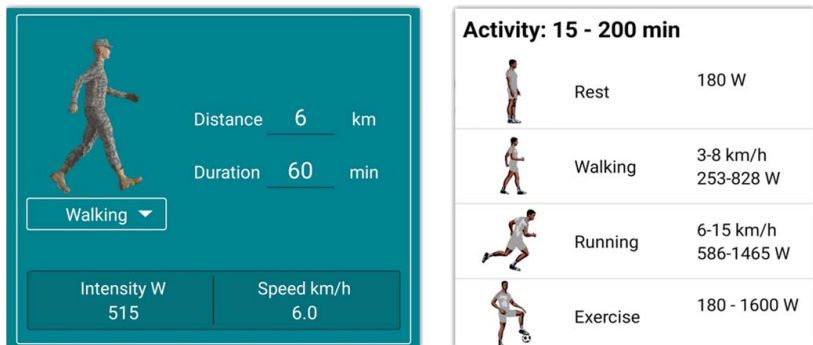 Distance 6 km
Duration 60 min
Walking
Intensity W Speed km/h
515 6.0
Activity: 15 - 200 min
Rest 180 W
Walking 3-8 km/h
253-828 W
Running 6-15 km/h
586-1465 W
Exercise 180 - 1600 W